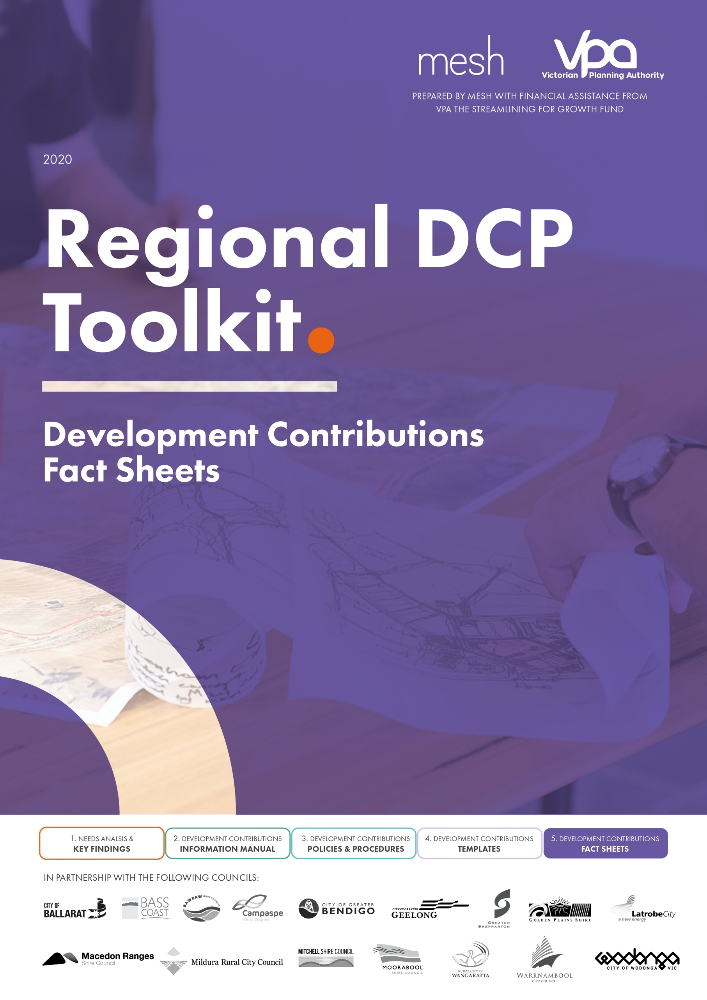 mesh
vpa
Victorian Planning Authority
PREPARED BY MESH WITH FINANCIAL ASSISTANCE FROM
VPA THE STREAMLINING FOR GROWTH FUND
2020
Regional DCP
Toolkit.
Development Contributions
Fact Sheets
1. NEEDS ANALSIS &
KEY FINDINGS
2. DEVELOPMENT CONTRIBUTIONS
INFORMATION MANUAL
3. DEVELOPMENT CONTRIBUTIONS
POLICIES & PROCEDURES
4. DEVELOPMENT CONTRIBUTIONS
TEMPLATES
5. DEVELOPMENT CONTRIBUTIONS
FACT SHEETS
IN PARTNERSHIP WITH THE FOLLOWING COUNCILS:
CITY OF
BALLARAT
BASS
COAST
BAW BAW SHIRE COUNCIL
Campaspe
Shire Council
CITY OF GREATER
BENDIGO
CITY OF GREATER
GEELONG
GREATER
SHEPPARTON
GOLDEN PLAINS SHIRE
LatrobeCity
a new energy
Macedon Ranges
Shire Council
Mildura Rural City Council
MITCHELL SHIRE COUNCIL
MOORABOOL
SHIRE COUNCIL
RURAL CITY OF
WANGARATTA
WARRNAMBOOL
CITY COUNCIL
wodonga
CITY OF WODONGA VIC